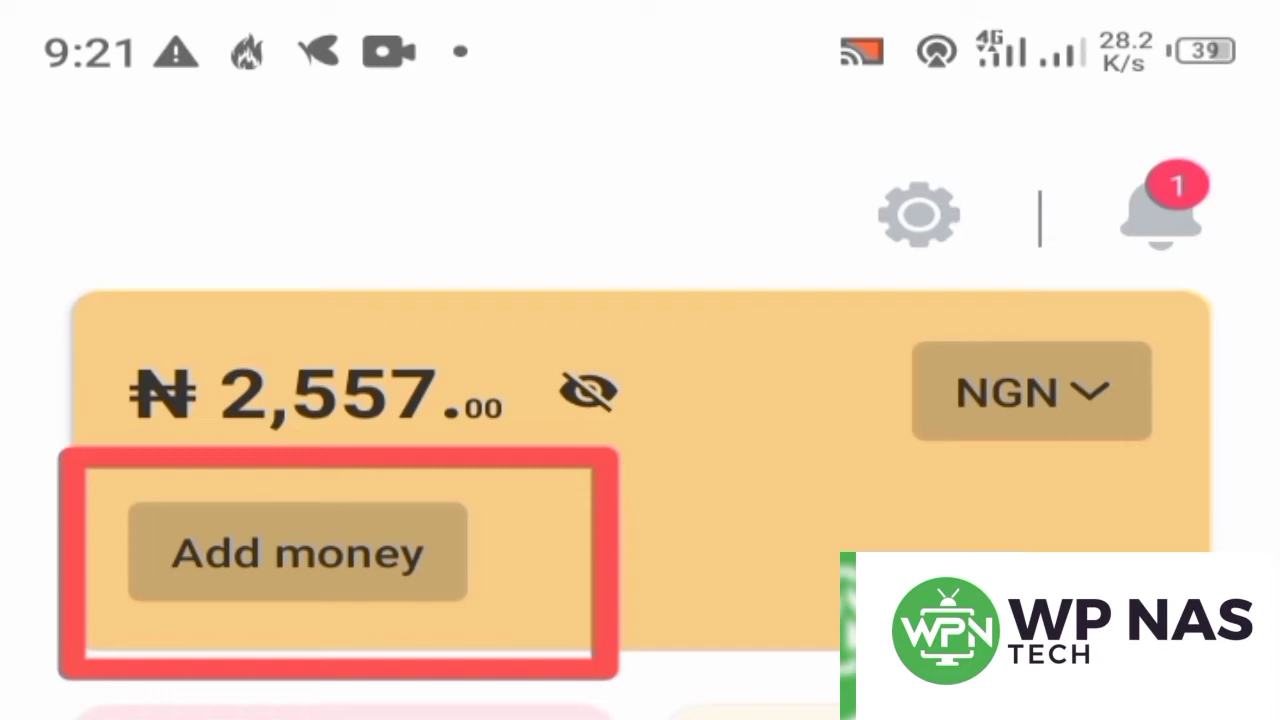 9:21
4G
28.2
K/s
39
1
₦ 2,557.00
NGN
Add money
WPN
WP NAS
TECH